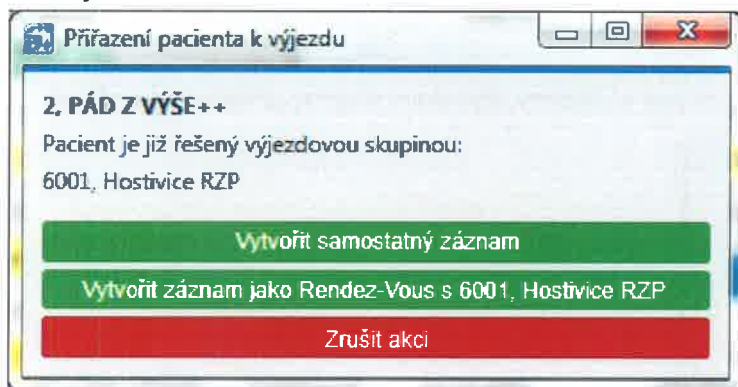 Přiřazení pacienta k výjezdu
2, PÁD Z VÝŠE++
Pacient je již řešený výjezdovou skupinou:
6001, Hostivice RZP
Vytvořit samostatný záznam
Vytvořit záznam jako Rendez-Vous s 6001, Hostivice RZP
Zrušit akci